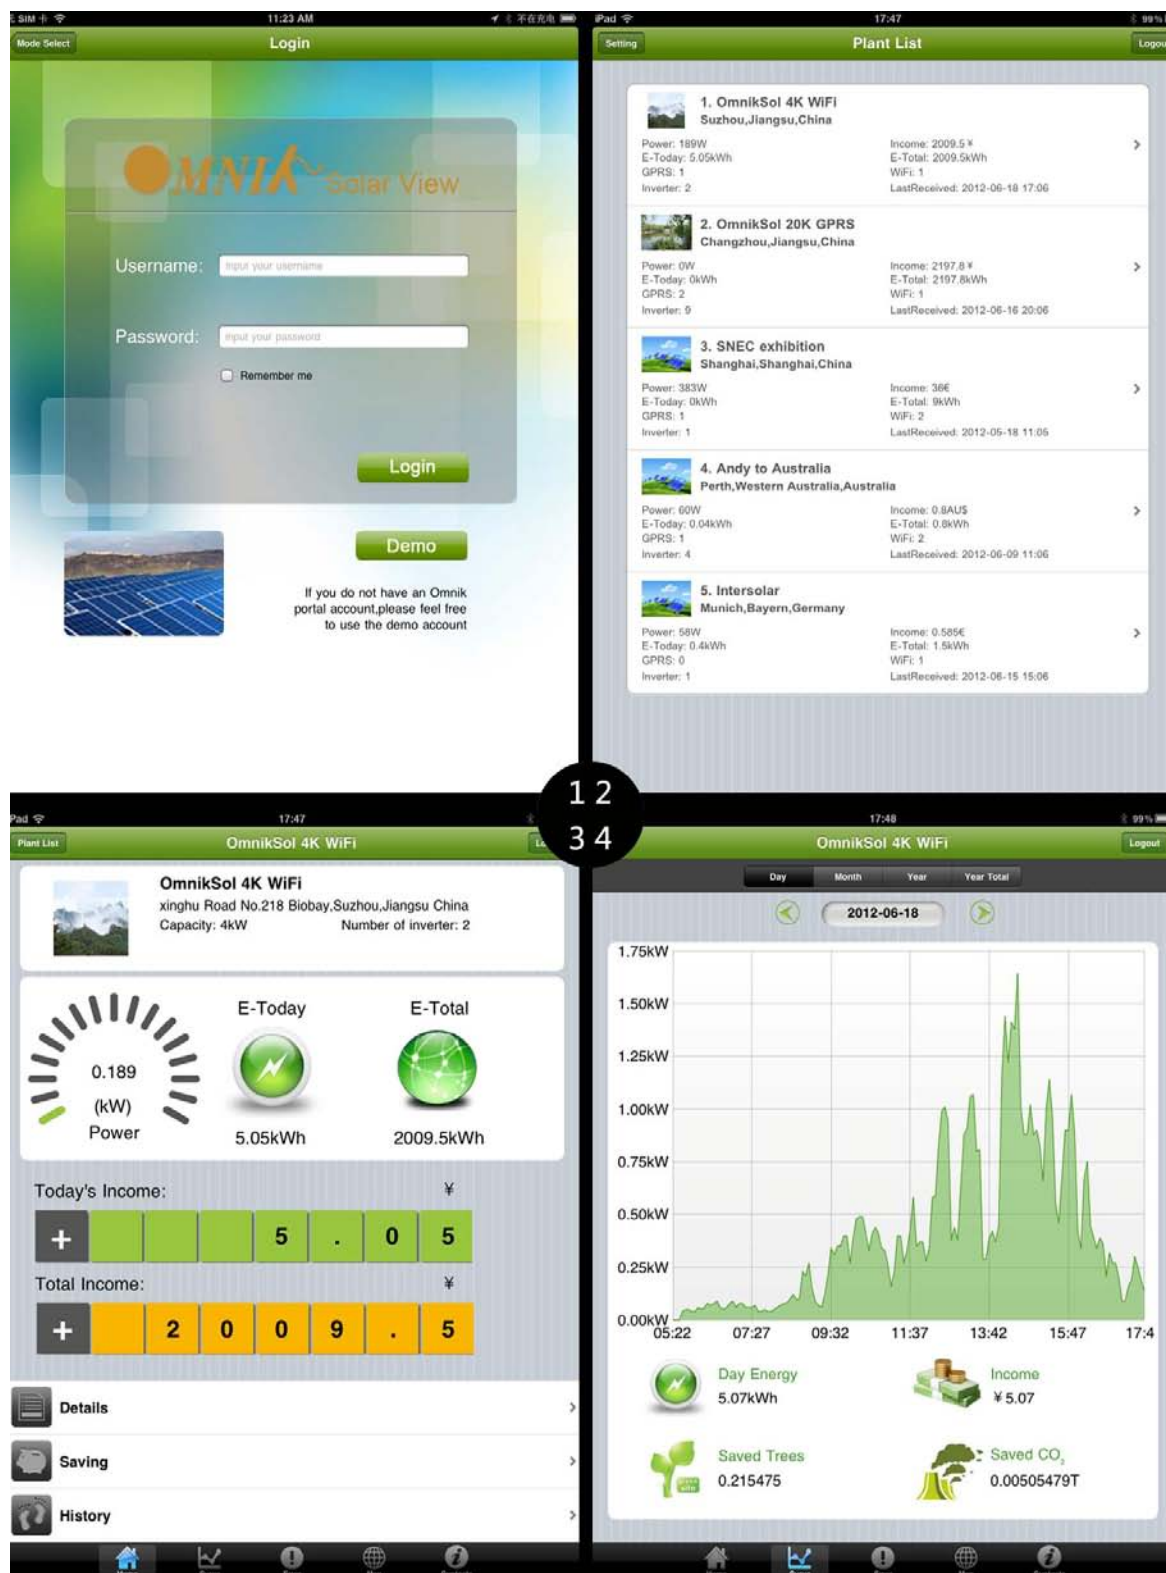 SIM 卡
11:23 AM
不在充电
Mode Select
Login
OMNIK Solar View
Username:
Input your username
Password:
Input your password
Remember me
Login
Demo
If you do not have an Omnik
portal account,please feel free
to use the demo account
iPad
17:47
99%
Setting
Plant List
Logou
1. OmnikSol 4K WiFi
Suzhou,Jiangsu,China
Power: 189W
Income: 2009.5 ¥
E-Today: 5.05kWh
E-Total: 2009.5kWh
GPRS: 1
WiFi: 1
Inverter: 2
LastReceived: 2012-06-18 17:06
2. OmnikSol 20K GPRS
Changzhou,Jiangsu,China
Power: 0W
Income: 2197.8 ¥
E-Today: 0kWh
E-Total: 2197.8kWh
GPRS: 2
WiFi: 1
Inverter: 9
LastReceived: 2012-06-16 20:06
3. SNEC exhibition
Shanghai,Shanghai,China
Power: 383W
Income: 36€
E-Today: 0kWh
E-Total: 9kWh
GPRS: 1
WiFi: 2
Inverter: 1
LastReceived: 2012-05-18 11:05
4. Andy to Australia
Perth,Western Australia,Australia
Power: 60W
Income: 0.8AU$
E-Today: 0.04kWh
E-Total: 0.8kWh
GPRS: 1
WiFi: 2
Inverter: 4
LastReceived: 2012-06-09 11:06
5. Intersolar
Munich,Bayern,Germany
Power: 58W
Income: 0.585€
E-Today: 0.4kWh
E-Total: 1.5kWh
GPRS: 0
WiFi: 1
Inverter: 1
LastReceived: 2012-06-15 15:06
1 2
3 4
Pad
17:47
Plant List
OmnikSol 4K WiFi
Lo
OmnikSol 4K WiFi
xinghu Road No.218 Biobay,Suzhou,Jiangsu China
Capacity: 4kW
Number of inverter: 2
0.189
(kW)
Power
E-Today
5.05kWh
E-Total
2009.5kWh
Today's Income:
¥
+ 5 . 0 5
Total Income:
¥
+ 2 0 0 9 . 5
Details
Saving
History
17:48
99%
OmnikSol 4K WiFi
Logout
Day
Month
Year
Year Total
2012-06-18
1.75kW
1.50kW
1.25kW
1.00kW
0.75kW
0.50kW
0.25kW
0.00kW
05:22
07:27
09:32
11:37
13:42
15:47
17:4
Day Energy
5.07kWh
Income
¥ 5.07
Saved Trees
0.215475
Saved CO₂
0.00505479T